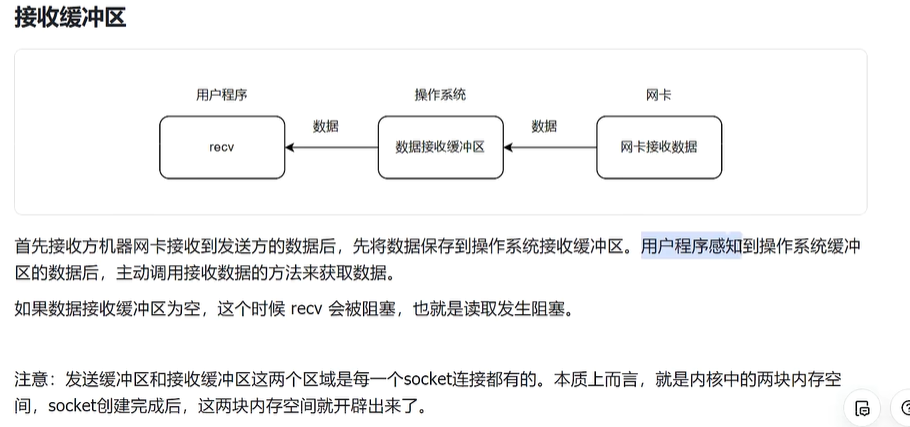 接收缓冲区
用户程序
操作系统
网卡
数据
数据
recv
数据接收缓冲区
网卡接收数据
首先接收方机器网卡接收到发送方的数据后，先将数据保存到操作系统接收缓冲区。用户程序感知到操作系统缓冲
区的数据后，主动调用接收数据的方法来获取数据。
如果数据接收缓冲区为空，这个时候 recv 会被阻塞，也就是读取发生阻塞。
注意：发送缓冲区和接收缓冲区这两个区域是每一个socket连接都有的。本质上而言，就是内核中的两块内存空
间，socket创建完成后，这两块内存空间就开辟出来了。